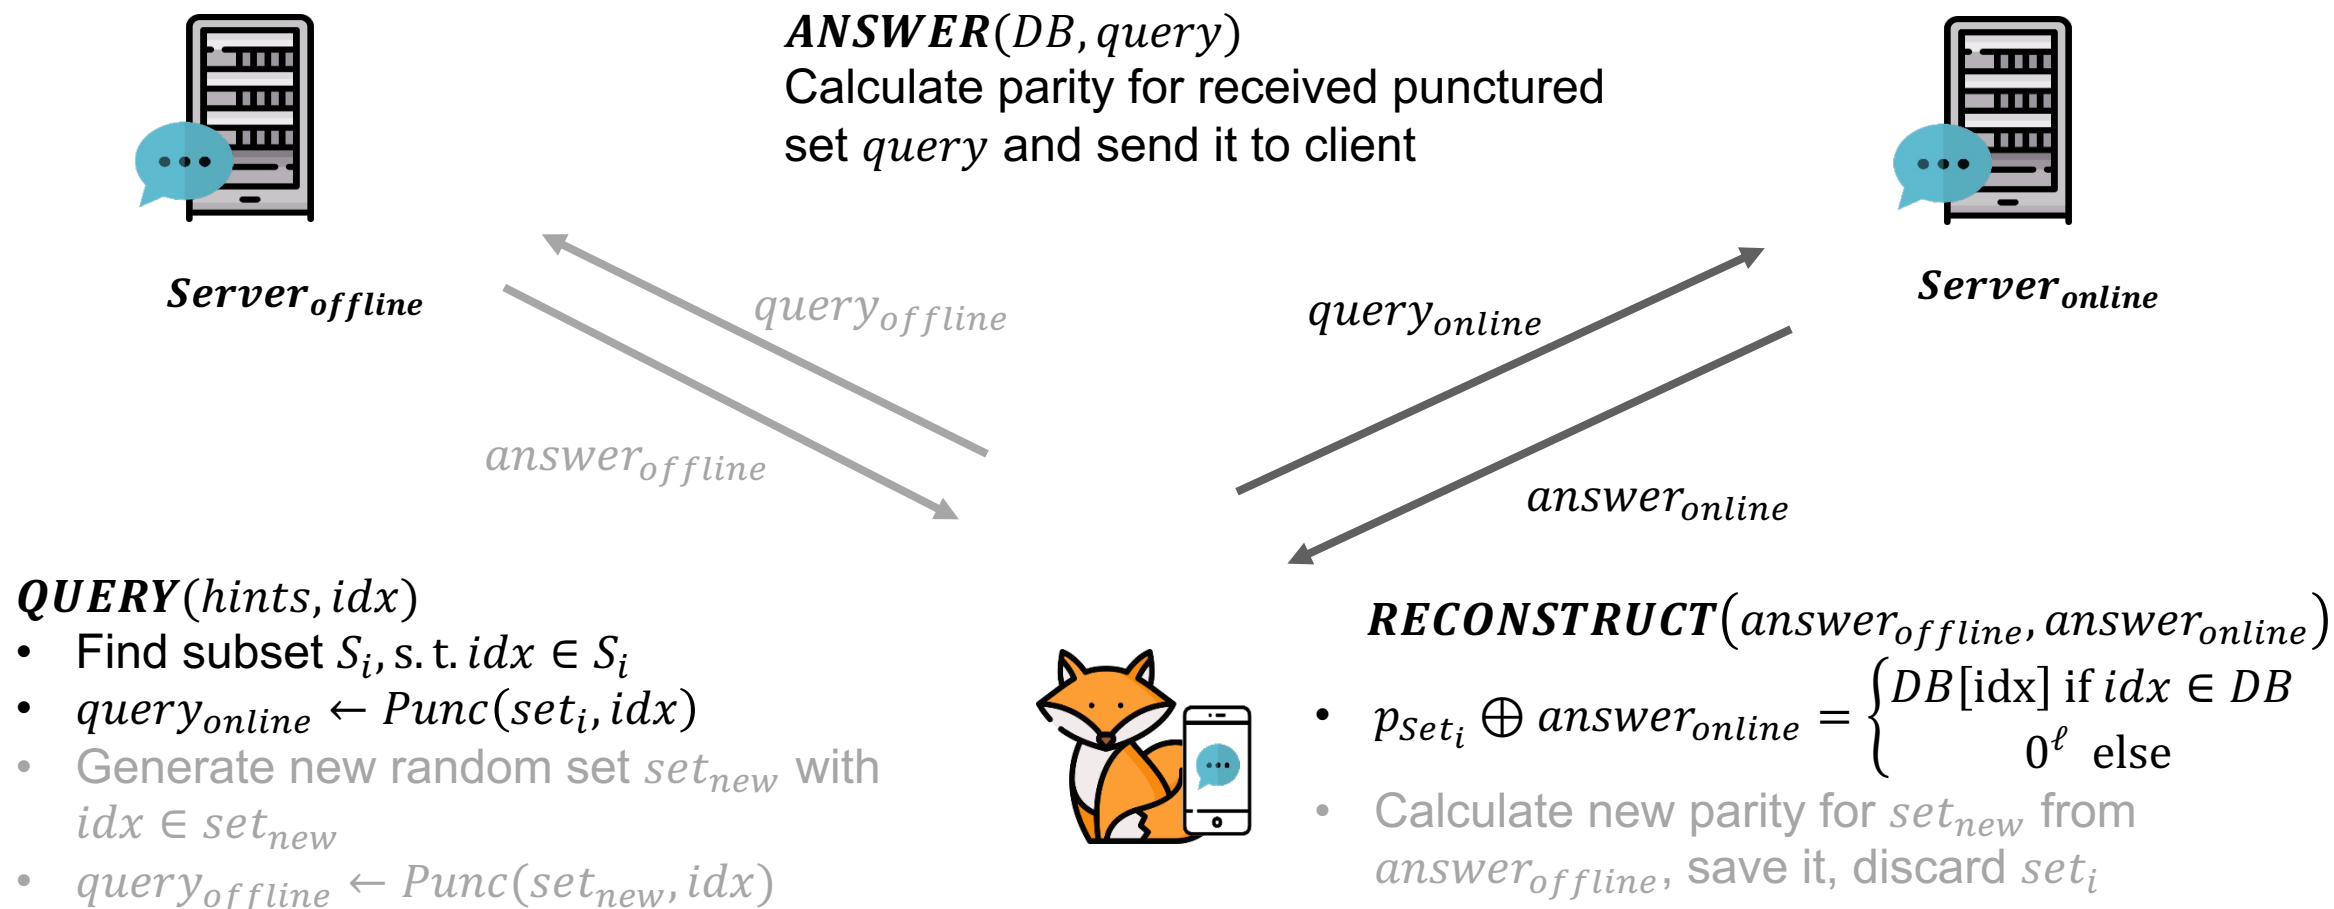 ANSWER(DB, query)
Calculate parity for received punctured
set query and send it to client
Server_offline
Server_online
query_offline
query_online
answer_offline
answer_online
QUERY(hints, idx)
• Find subset S_i, s. t. idx ∈ S_i
• query_online ← Punc(set_i, idx)
• Generate new random set set_new with
idx ∈ set_new
• query_offline ← Punc(set_new, idx)
RECONSTRUCT(answer_offline, answer_online)
• p_Set_i ⊕ answer_online = { DB[idx] if idx ∈ DB
0^ℓ else
• Calculate new parity for set_new from
answer_offline, save it, discard set_i